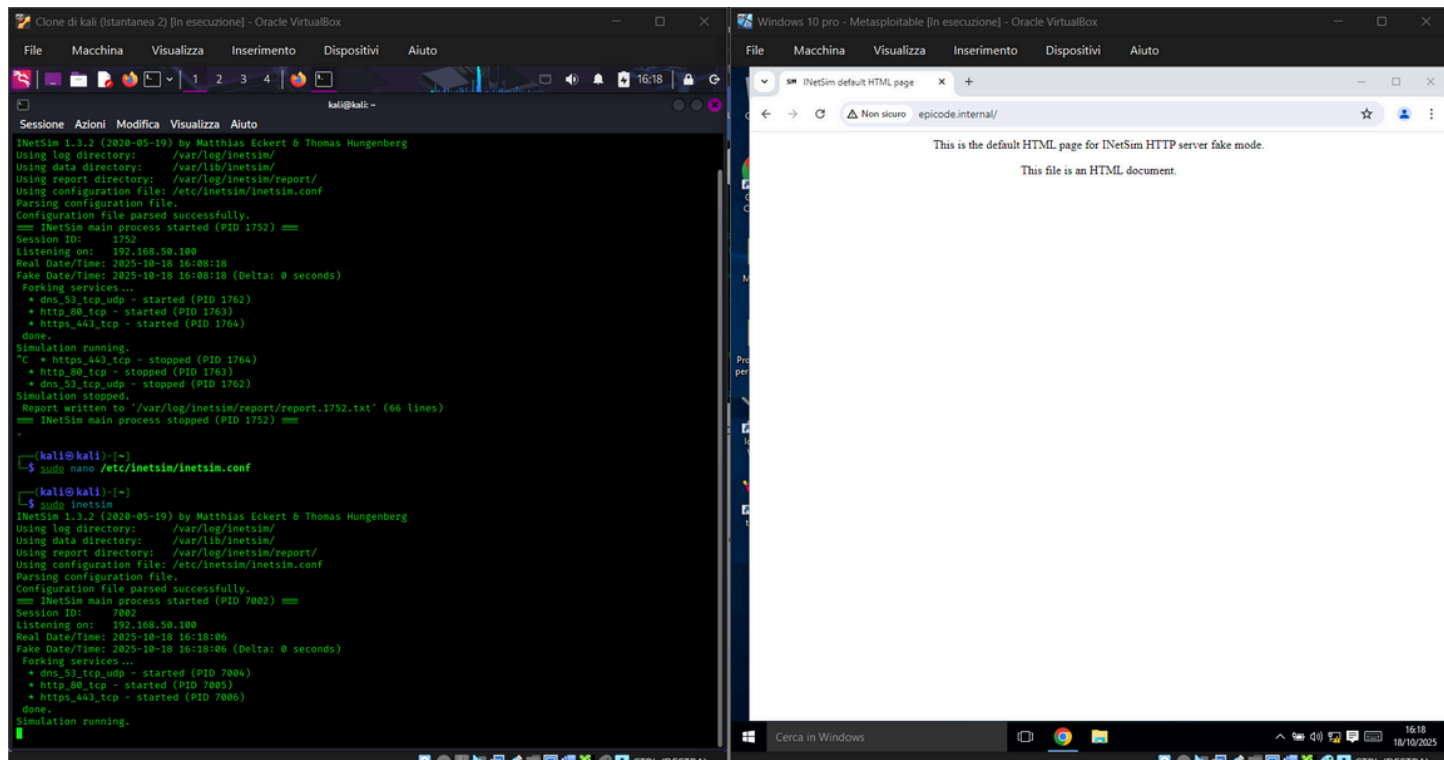 Clone di kali (Istantanea 2) [In esecuzione] - Oracle VirtualBox
File Macchina Visualizza Inserimento Dispositivi Aiuto
1 2 3 4 16:18
kali@kali: ~
Sessione Azioni Modifica Visualizza Aiuto
INetSim 1.3.2 (2020-05-19) by Matthias Eckert & Thomas Hungenberg
Using log directory: /var/log/inetsim/
Using data directory: /var/lib/inetsim/
Using report directory: /var/log/inetsim/report/
Using configuration file: /etc/inetsim/inetsim.conf
Parsing configuration file.
Configuration file parsed successfully.
=== INetSim main process started (PID 1752) ===
Session ID: 1752
Listening on: 192.168.50.100
Real Date/Time: 2025-10-18 16:08:18
Fake Date/Time: 2025-10-18 16:08:18 (Delta: 0 seconds)
Forking services...
* dns_53_tcp_udp - started (PID 1762)
* http_80_tcp - started (PID 1763)
* https_443_tcp - started (PID 1764)
done.
Simulation running.
^C * https_443_tcp - stopped (PID 1764)
* http_80_tcp - stopped (PID 1763)
* dns_53_tcp_udp - stopped (PID 1762)
Simulation stopped.
Report written to '/var/log/inetsim/report/report.1752.txt' (66 lines)
=== INetSim main process stopped (PID 1752) ===
.
(kali㉿kali)-[~]
$ sudo nano /etc/inetsim/inetsim.conf
(kali㉿kali)-[~]
$ sudo inetsim
INetSim 1.3.2 (2020-05-19) by Matthias Eckert & Thomas Hungenberg
Using log directory: /var/log/inetsim/
Using data directory: /var/lib/inetsim/
Using report directory: /var/log/inetsim/report/
Using configuration file: /etc/inetsim/inetsim.conf
Parsing configuration file.
Configuration file parsed successfully.
=== INetSim main process started (PID 7002) ===
Session ID: 7002
Listening on: 192.168.50.100
Real Date/Time: 2025-10-18 16:18:06
Fake Date/Time: 2025-10-18 16:18:06 (Delta: 0 seconds)
Forking services...
* dns_53_tcp_udp - started (PID 7004)
* http_80_tcp - started (PID 7005)
* https_443_tcp - started (PID 7006)
done.
Simulation running.
Windows 10 pro - Metasploitable [In esecuzione] - Oracle VirtualBox
File Macchina Visualizza Inserimento Dispositivi Aiuto
SIM INetSim default HTML page
Non sicuro epicode.internal/
This is the default HTML page for INetSim HTTP server fake mode.
This file is an HTML document.
Cerca in Windows
16:18
18/10/2025